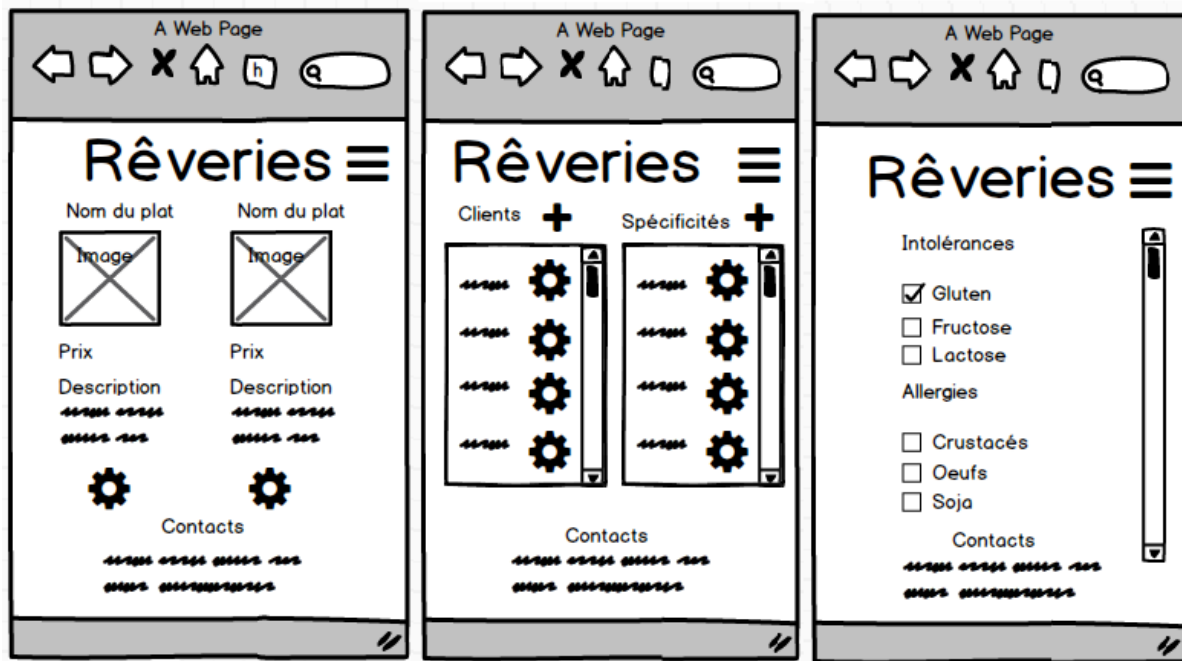 A Web Page
h
Rêveries
Nom du plat
Nom du plat
Image
Image
Prix
Prix
Description
Description
Contacts
A Web Page
Rêveries
Clients
Spécificités
Contacts
A Web Page
Rêveries
Intolérances
Gluten
Fructose
Lactose
Allergies
Crustacés
Oeufs
Soja
Contacts